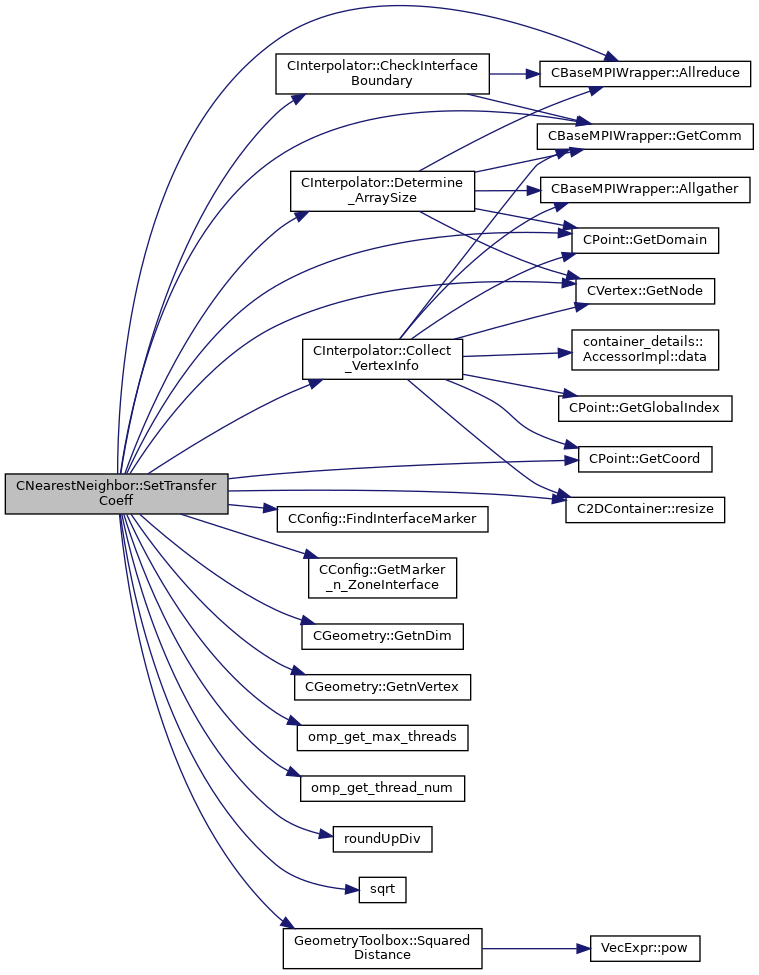 CInterpolator::CheckInterface
Boundary
CBaseMPIWrapper::Allreduce
CBaseMPIWrapper::GetComm
CInterpolator::Determine
_ArraySize
CBaseMPIWrapper::Allgather
CPoint::GetDomain
CVertex::GetNode
CInterpolator::Collect
_VertexInfo
container_details::
AccessorImpl::data
CPoint::GetGlobalIndex
CPoint::GetCoord
CNearestNeighbor::SetTransfer
Coeff
C2DContainer::resize
CConfig::FindInterfaceMarker
CConfig::GetMarker
_n_ZoneInterface
CGeometry::GetnDim
CGeometry::GetnVertex
omp_get_max_threads
omp_get_thread_num
roundUpDiv
sqrt
GeometryToolbox::Squared
Distance
VecExpr::pow